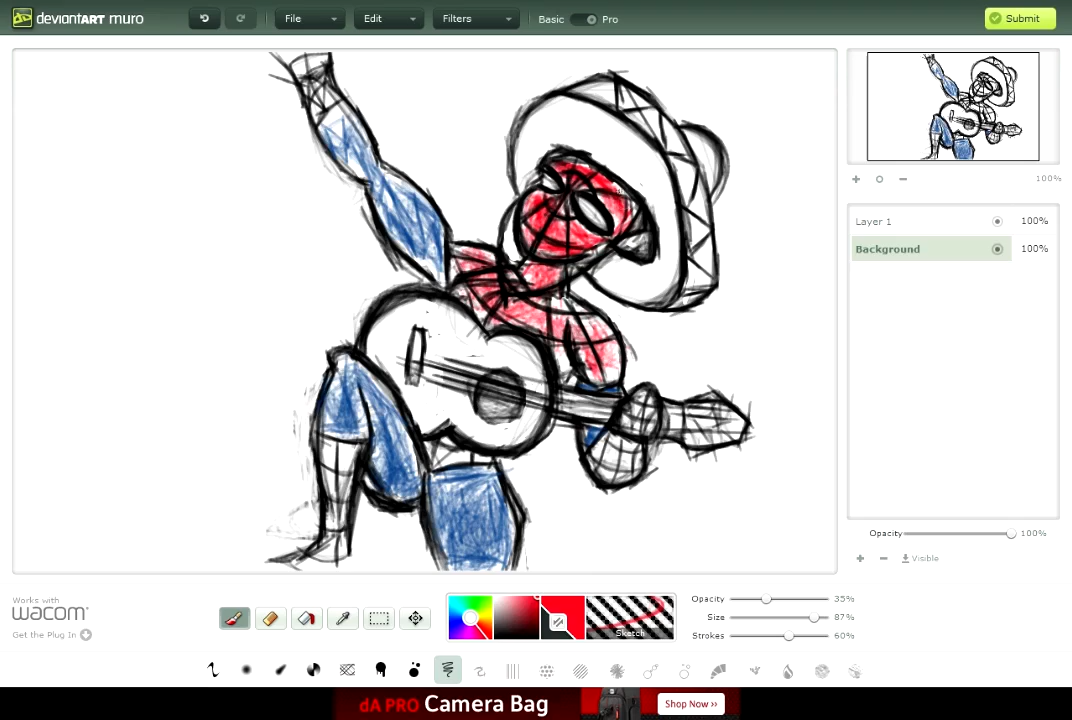 deviantART muro
File
Edit
Filters
Basic
Pro
Submit
100%
Layer 1
100%
Background
100%
Opacity
100%
Visible
Works with
wacom
Get the Plug In
Sketch
Opacity
35%
Size
87%
Strokes
60%
dA PRO Camera Bag
Shop Now ››